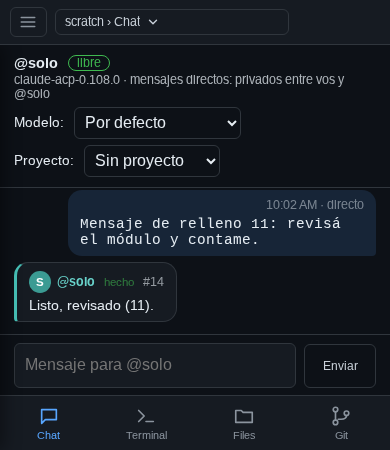 scratch › Chat
@solo libre
claude-acp-0.108.0 · mensajes directos: privados entre vos y
@solo
Modelo: Por defecto
Proyecto: Sin proyecto
10:02 AM · directo
Mensaje de relleno 11: revisá
el módulo y contame.
S @solo hecho #14
Listo, revisado (11).
Mensaje para @solo
Enviar
Chat Terminal Files Git